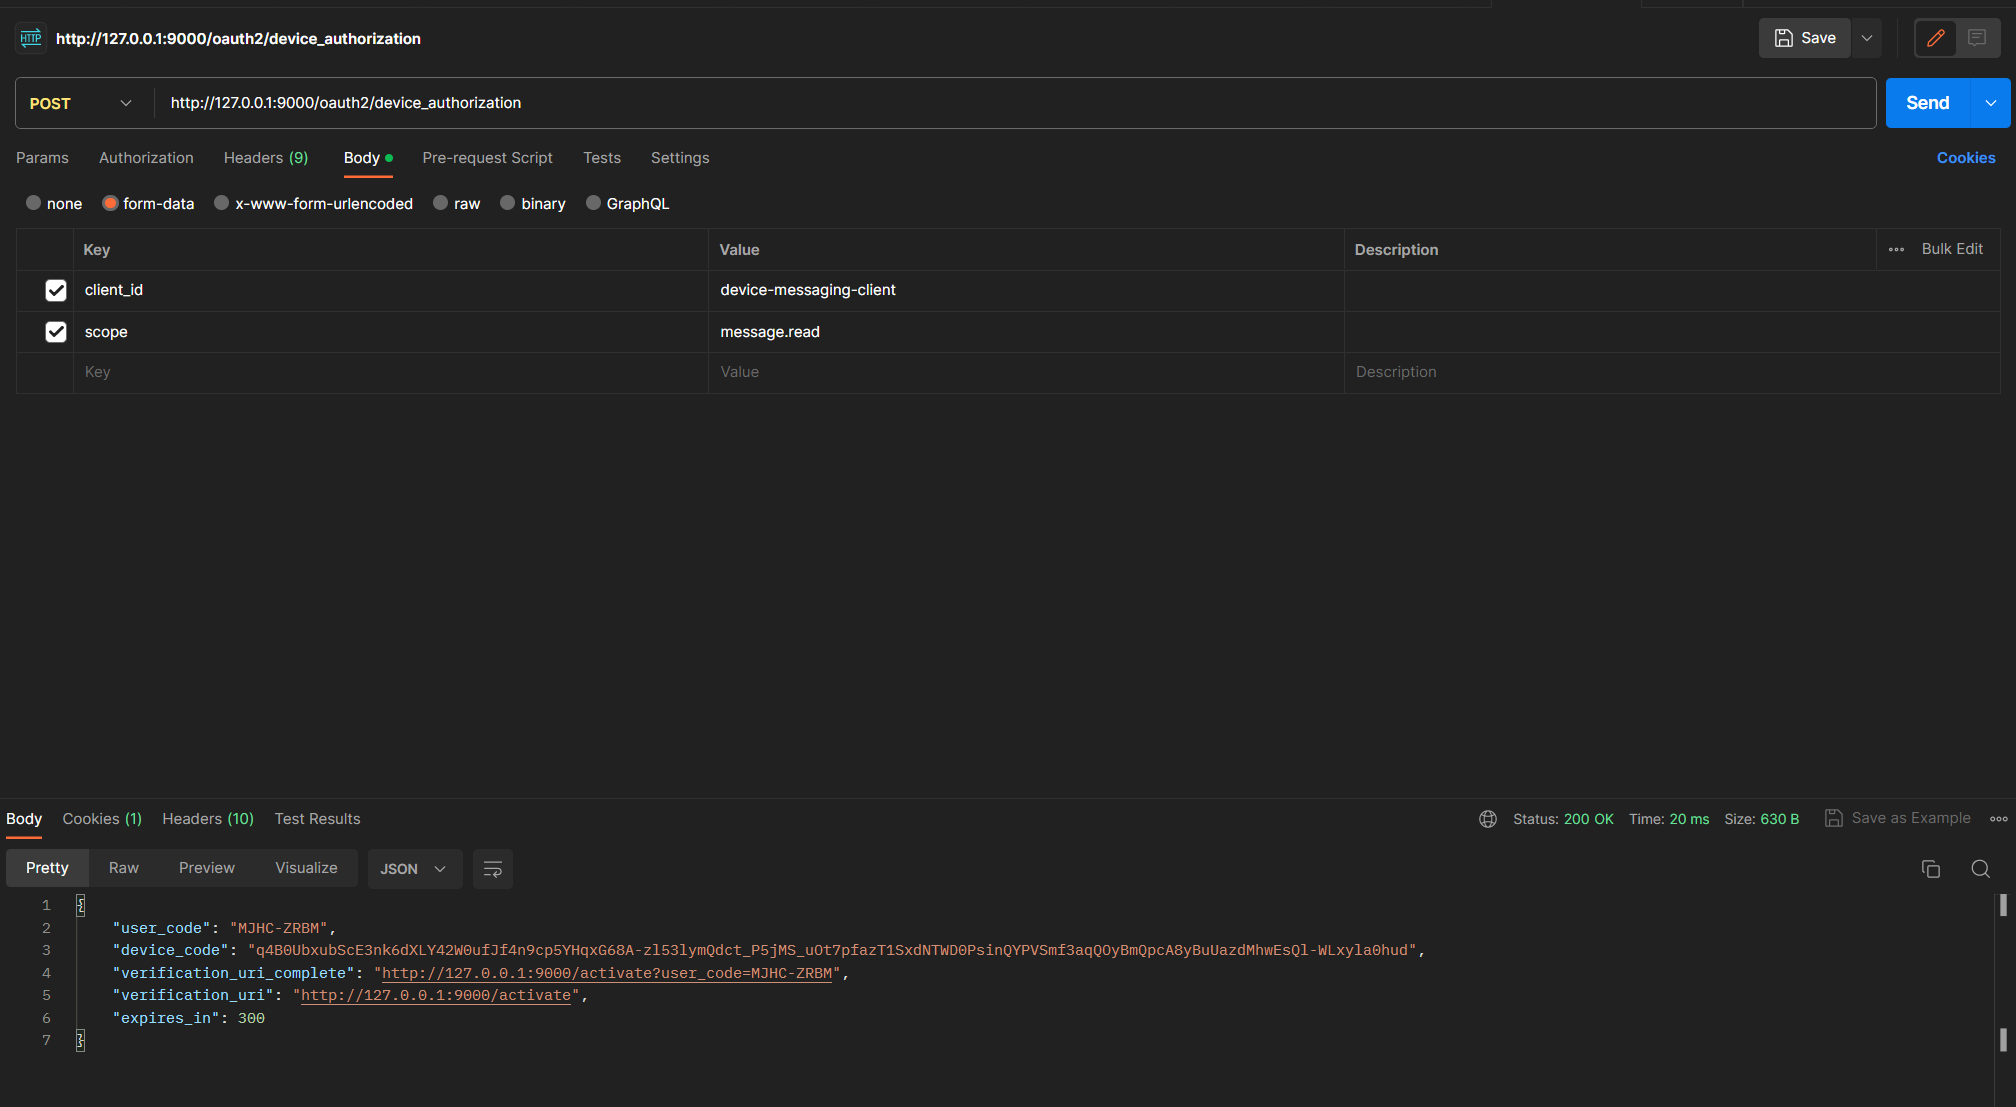 HTTP http://127.0.0.1:9000/oauth2/device_authorization Save
POST http://127.0.0.1:9000/oauth2/device_authorization Send
Params Authorization Headers (9) Body Pre-request Script Tests Settings Cookies
none form-data x-www-form-urlencoded raw binary GraphQL
Key Value Description Bulk Edit
client_id device-messaging-client
scope message.read
Key Value Description
Body Cookies (1) Headers (10) Test Results Status: 200 OK Time: 20 ms Size: 630 B Save as Example
Pretty Raw Preview Visualize JSON
1 {
2 "user_code": "MJHC-ZRBM",
3 "device_code": "q4B0UbxubScE3nk6dXLY42W0ufJf4n9cp5YHqxG68A-zl53lymQdct_P5jMS_uOt7pfazT1SxdNTWD0PsinQYPVSmf3aqQOyBmQpcA8yBuUazdMhwEsQl-WLxyla0hud",
4 "verification_uri_complete": "http://127.0.0.1:9000/activate?user_code=MJHC-ZRBM",
5 "verification_uri": "http://127.0.0.1:9000/activate",
6 "expires_in": 300
7 }